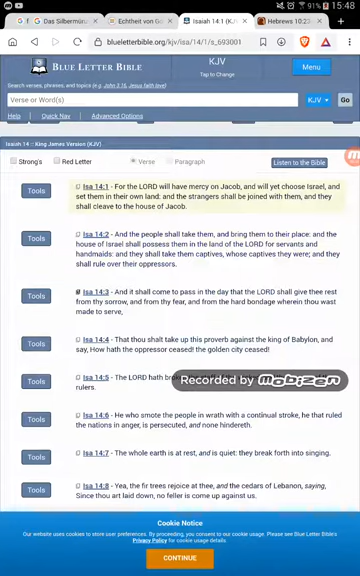 91% 15:48
Das Silbermünz
Echtheit von Go
Isaiah 14:1 (KJV)
Hebrews 10.23
blueletterbible.org/kjv/isa/14/1/s_693001
BLUE LETTER BIBLE
KJV
Tap to Change
Menu
Search verses, phrases, and topics (e.g. John 3:16, Jesus faith love)
Verse or Word(s)
KJV
Go
Help Quick Nav Advanced Options
Isaiah 14 :: King James Version (KJV)
Strong's Red Letter Verse Paragraph Listen to the Bible
Tools
Isa 14:1 - For the LORD will have mercy on Jacob, and will yet choose Israel, and
set them in their own land: and the strangers shall be joined with them, and they
shall cleave to the house of Jacob.
Tools
Isa 14:2 - And the people shall take them, and bring them to their place: and the
house of Israel shall possess them in the land of the LORD for servants and
handmaids: and they shall take them captives, whose captives they were; and they
shall rule over their oppressors.
Tools
Isa 14:3 - And it shall come to pass in the day that the LORD shall give thee rest
from thy sorrow, and from thy fear, and from the hard bondage wherein thou wast
made to serve,
Tools
Isa 14:4 - That thou shalt take up this proverb against the king of Babylon, and
say, How hath the oppressor ceased! the golden city ceased!
Tools
Isa 14:5 - The LORD hath
rulers.
Recorded by mobizen
Tools
Isa 14:6 - He who smote the people in wrath with a continual stroke, he that ruled
the nations in anger, is persecuted, and none hindereth.
Tools
Isa 14:7 - The whole earth is at rest, and is quiet: they break forth into singing.
Tools
Isa 14:8 - Yea, the fir trees rejoice at thee, and the cedars of Lebanon, saying,
Since thou art laid down, no feller is come up against us.
Cookie Notice
Our website uses cookies to store user preferences. By proceeding, you consent to our cookie usage. Please see Blue Letter Bible's
Privacy Policy for cookie usage details.
CONTINUE